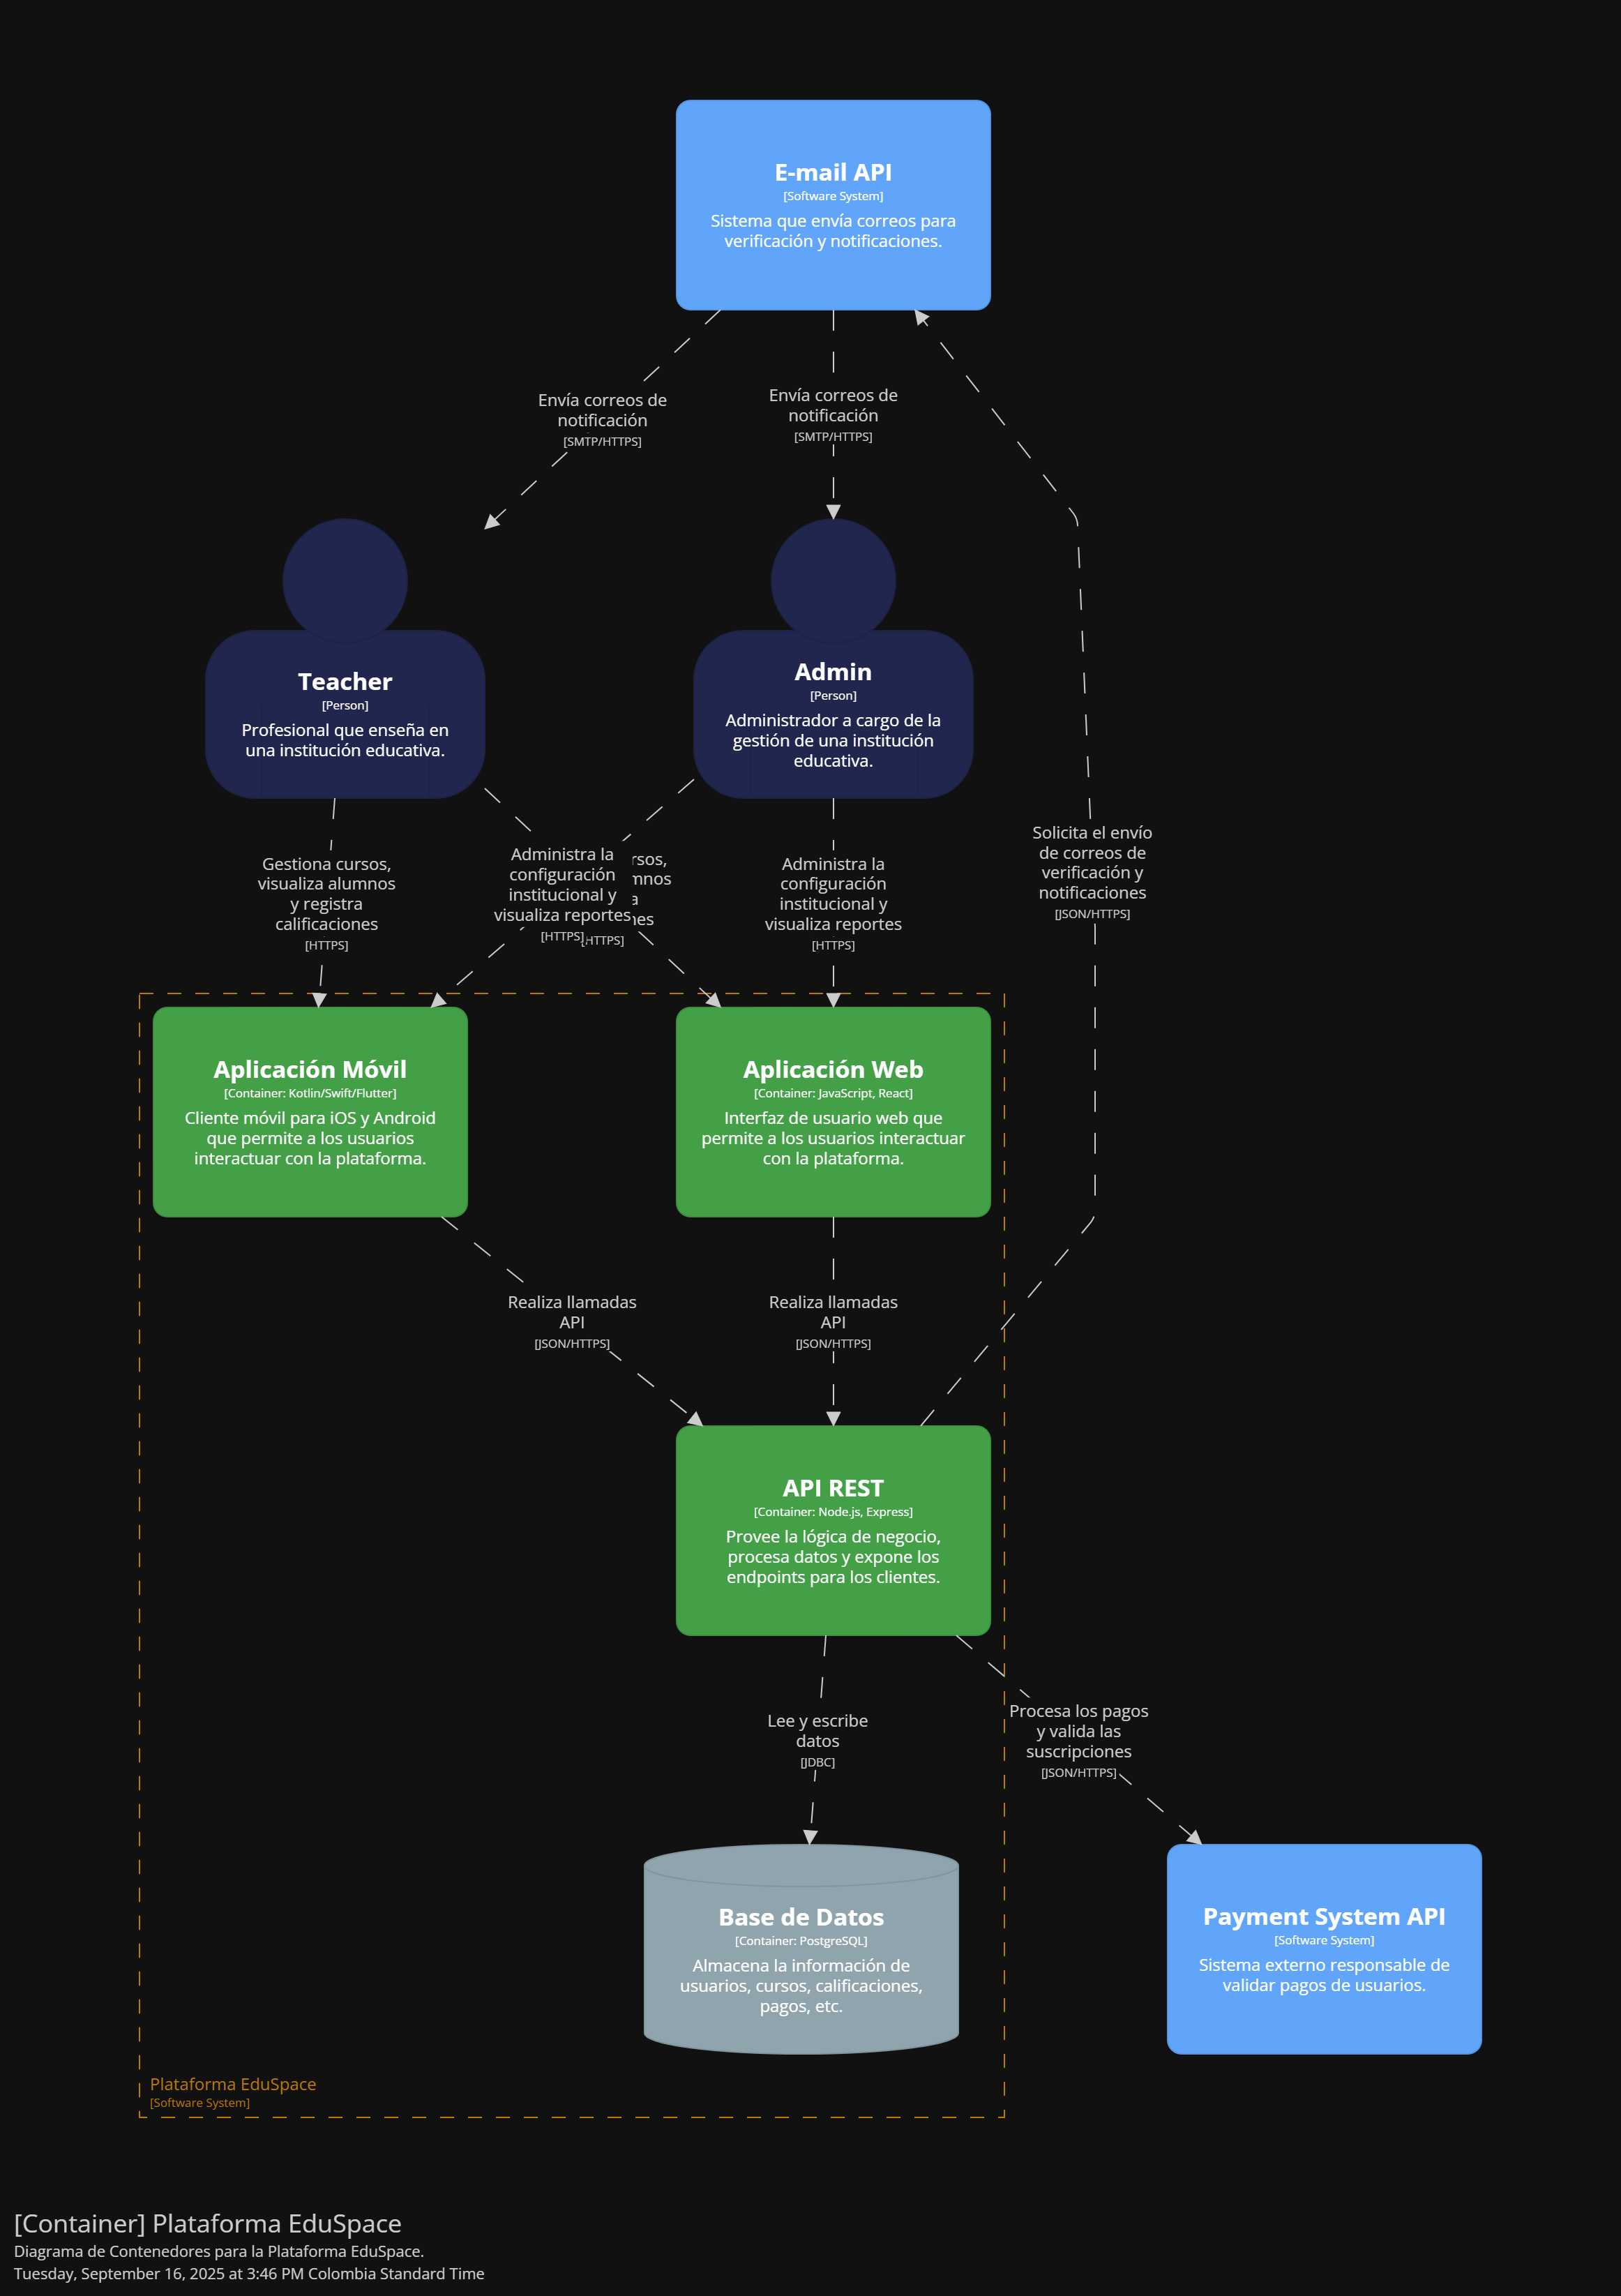 E-mail API
[Software System]
Sistema que envía correos para
verificación y notificaciones.
Envía correos de
notificación
[SMTP/HTTPS]
Envía correos de
notificación
[SMTP/HTTPS]
Teacher
[Person]
Profesional que enseña en
una institución educativa.
Admin
[Person]
Administrador a cargo de la
gestión de una institución
educativa.
Gestiona cursos,
visualiza alumnos
y registra
calificaciones
[HTTPS]
Administra la
configuración
institucional y
visualiza reportes
[HTTPS]
[HTTPS]
Administra la
configuración
institucional y
visualiza reportes
[HTTPS]
Solicita el envío
de correos de
verificación y
notificaciones
[JSON/HTTPS]
Aplicación Móvil
[Container: Kotlin/Swift/Flutter]
Cliente móvil para iOS y Android
que permite a los usuarios
interactuar con la plataforma.
Aplicación Web
[Container: JavaScript, React]
Interfaz de usuario web que
permite a los usuarios interactuar
con la plataforma.
Realiza llamadas
API
[JSON/HTTPS]
Realiza llamadas
API
[JSON/HTTPS]
API REST
[Container: Node.js, Express]
Provee la lógica de negocio,
procesa datos y expone los
endpoints para los clientes.
Lee y escribe
datos
[JDBC]
Procesa los pagos
y valida las
suscripciones
[JSON/HTTPS]
Base de Datos
[Container: PostgreSQL]
Almacena la información de
usuarios, cursos, calificaciones,
pagos, etc.
Payment System API
[Software System]
Sistema externo responsable de
validar pagos de usuarios.
Plataforma EduSpace
[Software System]
[Container] Plataforma EduSpace
Diagrama de Contenedores para la Plataforma EduSpace.
Tuesday, September 16, 2025 at 3:46 PM Colombia Standard Time